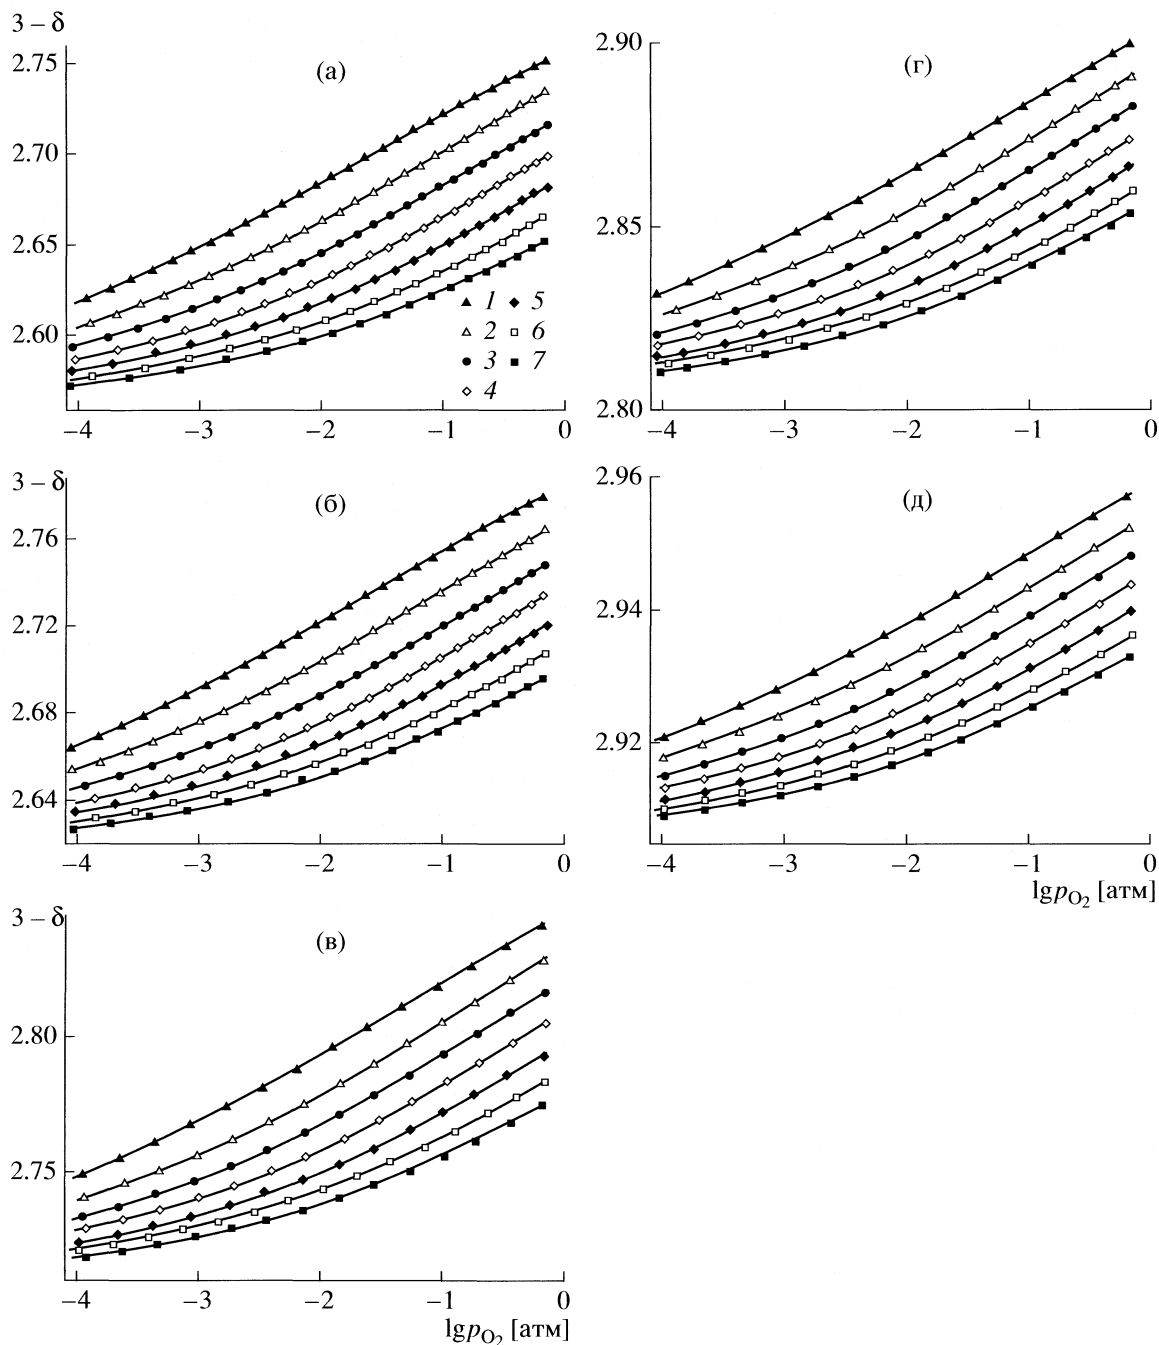 3 – δ
(а)
2.75
2.70
2.65
2.60
1 5
2 6
3 7
4
–4 –3 –2 –1 0
(г)
2.90
2.85
2.80
–4 –3 –2 –1 0
3 – δ
(б)
2.76
2.72
2.68
2.64
–4 –3 –2 –1 0
(д)
2.96
2.94
2.92
–4 –3 –2 –1 0
lgpO2 [атм]
3 – δ
(в)
2.80
2.75
–4 –3 –2 –1 0
lgpO2 [атм]